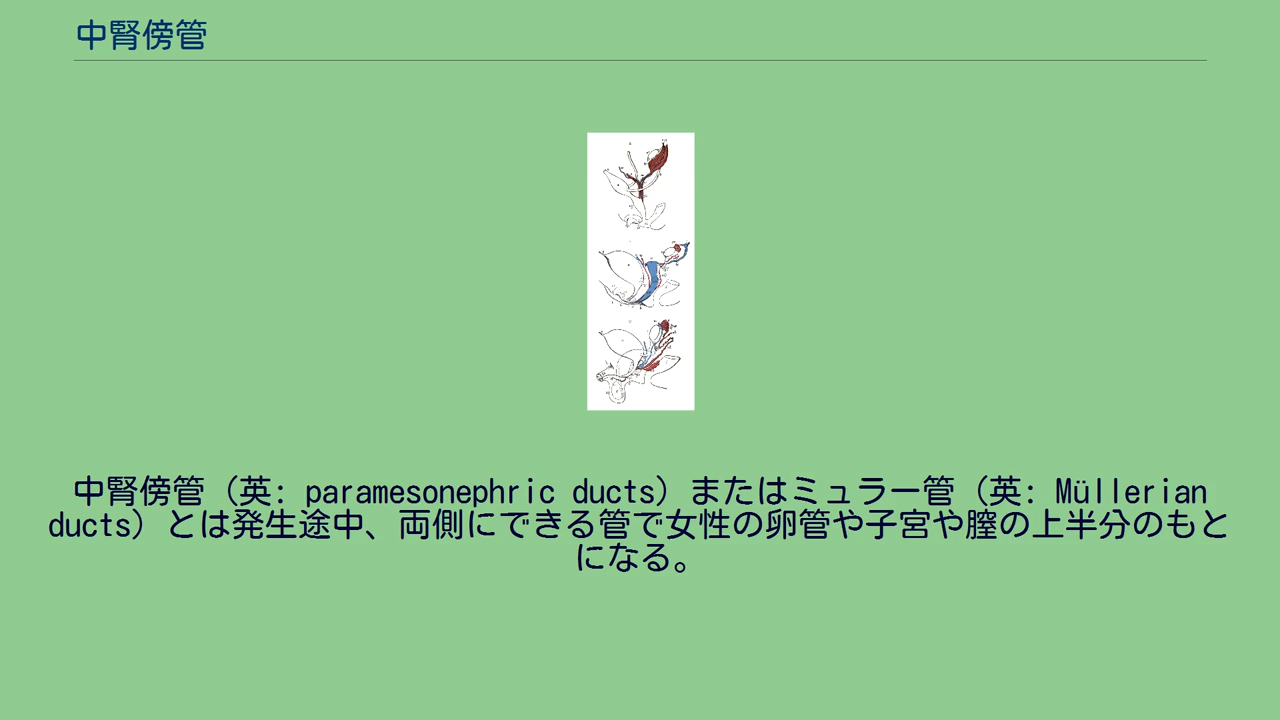 中腎傍管
中腎傍管（英: paramesonephric ducts）またはミュラー管（英: Müllerian
ducts）とは発生途中、両側にできる管で女性の卵管や子宮や膣の上半分のもと
になる。